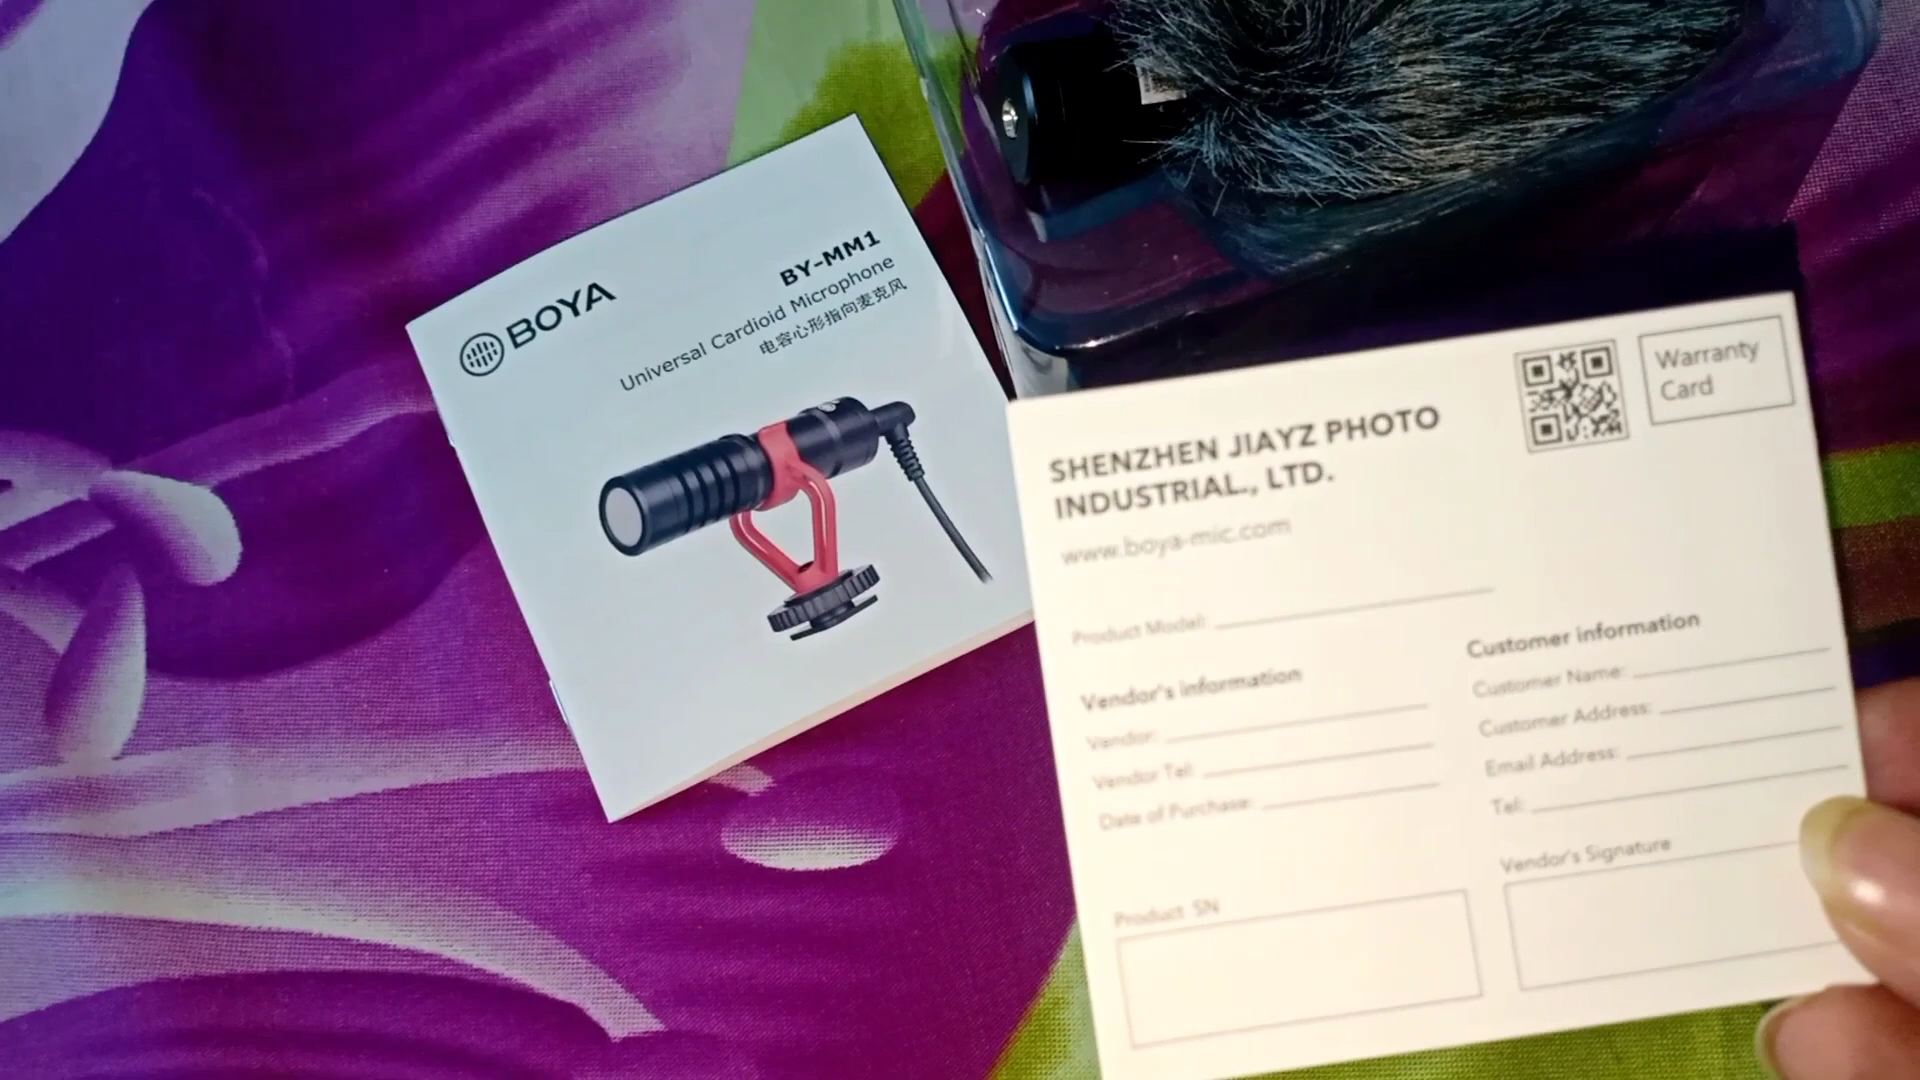 BOYA
BY-MM1
Universal Cardioid Microphone
电容心形指向麦克风
Warranty
Card
SHENZHEN JIAYZ PHOTO
INDUSTRIAL., LTD.
www.boya-mic.com
Product Model:
Vendor's information
Vendor:
Vendor Tel:
Date of Purchase:
Customer information
Customer Name:
Customer Address:
Email Address:
Tel:
Product SN
Vendor's Signature